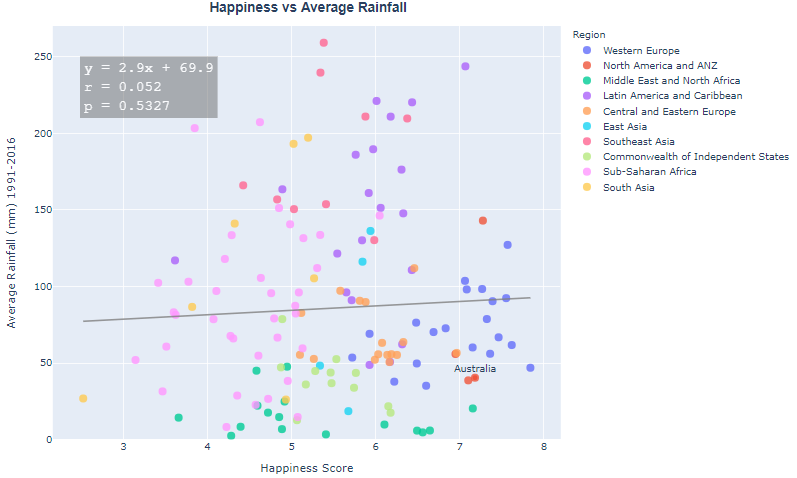 Happiness vs Average Rainfall
y = 2.9x + 69.9
r = 0.052
p = 0.5327
Average Rainfall (mm) 1991-2016
250
200
150
100
50
0
3 4 5 6 7 8
Happiness Score
Australia
Region
Western Europe
North America and ANZ
Middle East and North Africa
Latin America and Caribbean
Central and Eastern Europe
East Asia
Southeast Asia
Commonwealth of Independent States
Sub-Saharan Africa
South Asia